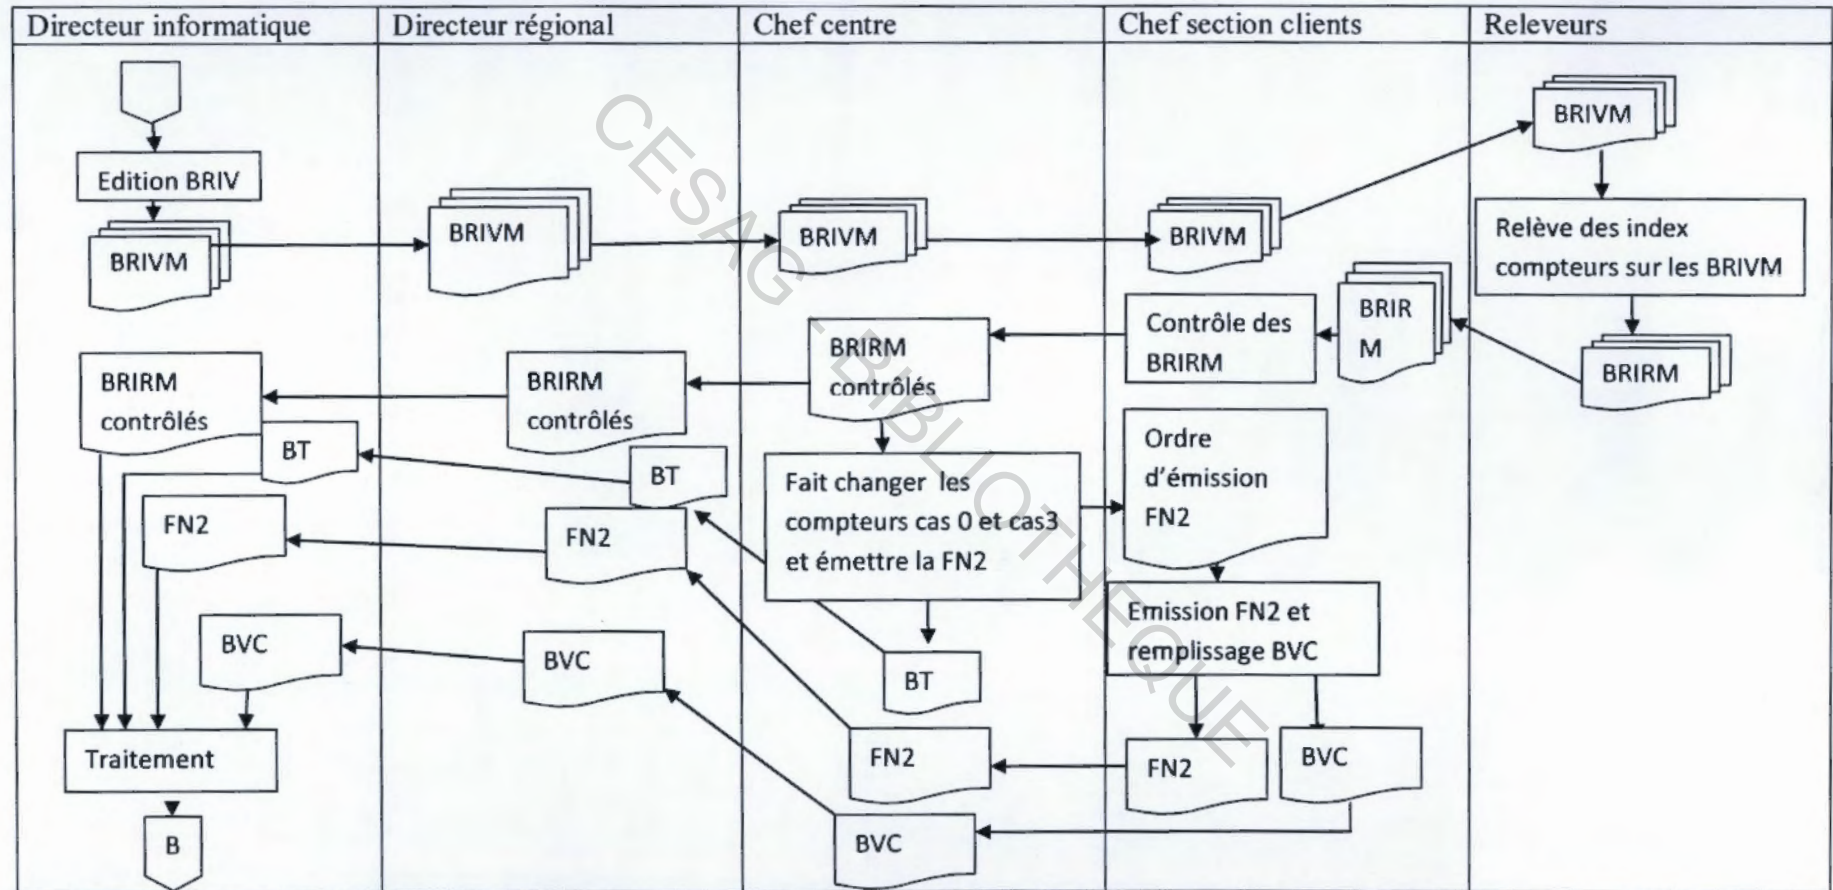 Directeur informatique
Directeur régional
Chef centre
Chef section clients
Releveurs
Edition BRIV
BRIVM
BRIVM
BRIVM
BRIVM
BRIVM
Relève des index
compteurs sur les BRIVM
BRIRM
BRIR
M
Contrôle des
BRIRM
BRIRM
contrôlés
BRIRM
contrôlés
BRIRM
contrôlés
BT
BT
Fait changer les
compteurs cas 0 et cas3
et émettre la FN2
Ordre
d'émission
FN2
FN2
FN2
Emission FN2 et
remplissage BVC
BVC
BVC
BT
FN2
FN2
BVC
BVC
Traitement
B
CESAG - BIBLIOTHEQUE